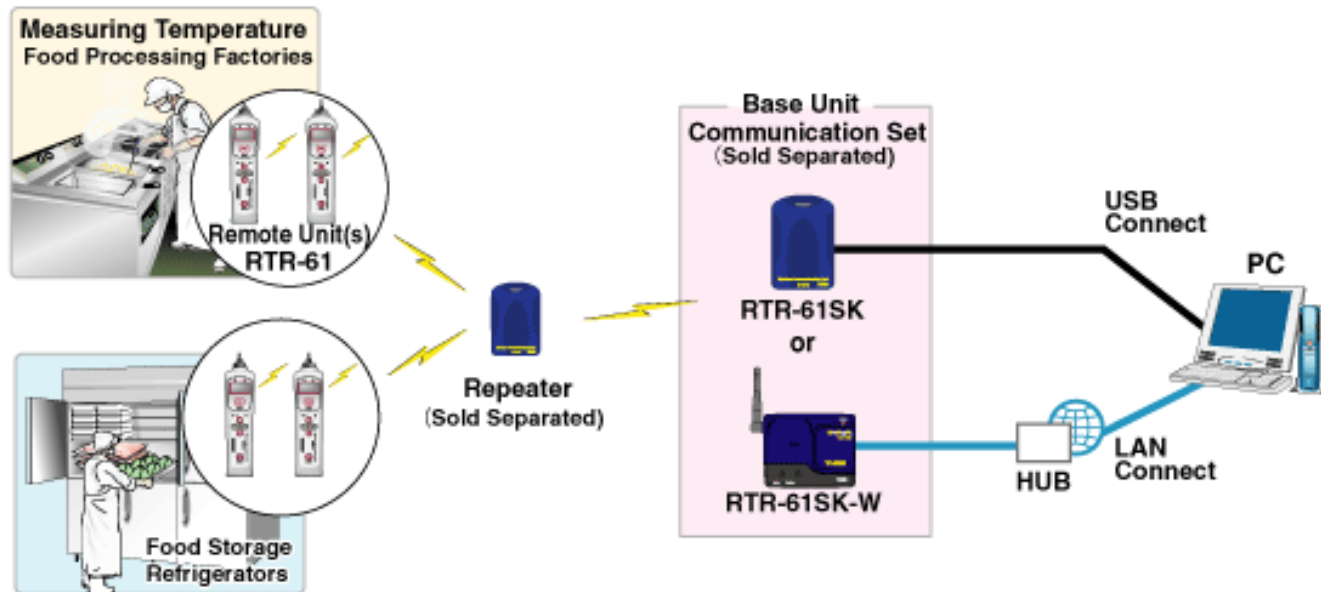 Measuring Temperature
Food Processing Factories
Remote Unit(s)
RTR-61
Food Storage
Refrigerators
Repeater
(Sold Separated)
Base Unit
Communication Set
(Sold Separated)
RTR-61SK
or
RTR-61SK-W
USB
Connect
PC
HUB
LAN
Connect